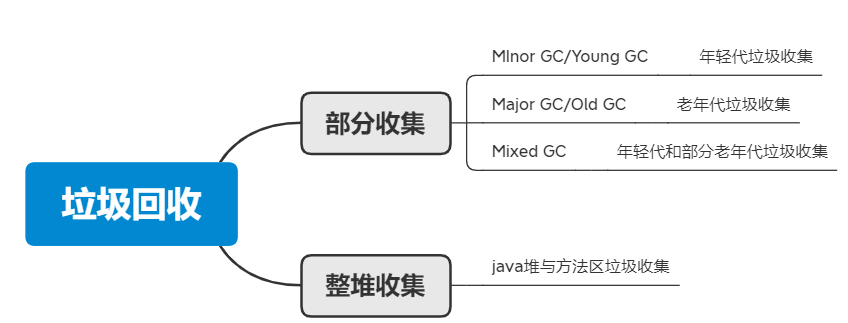 垃圾回收
部分收集
MInor GC/Young GC 年轻代垃圾收集
Major GC/Old GC 老年代垃圾收集
Mixed GC 年轻代和部分老年代垃圾收集
整堆收集
java堆与方法区垃圾收集